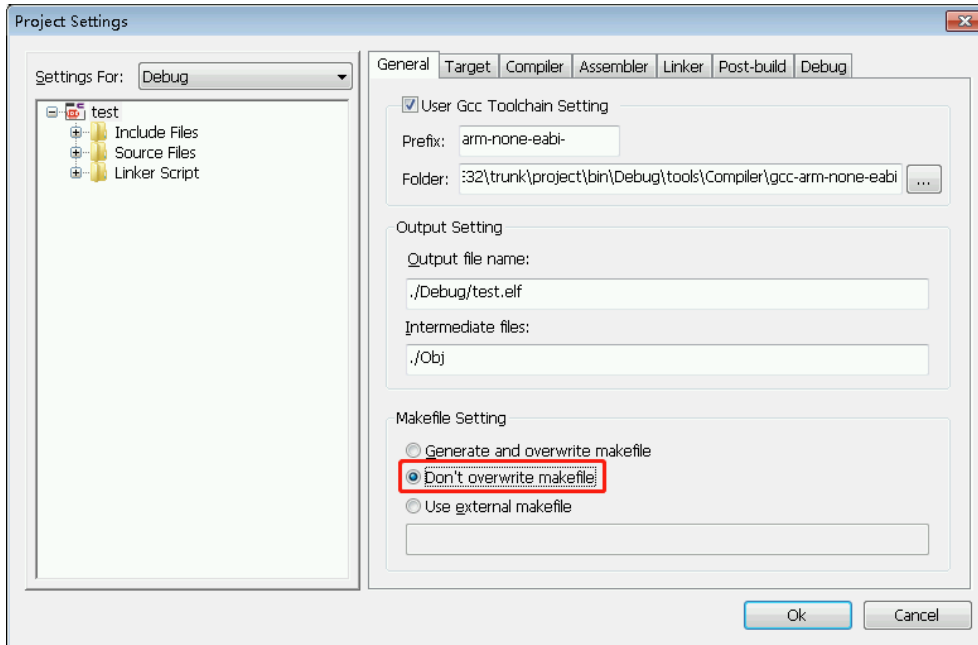 Project Settings
Settings For: Debug
test
Include Files
Source Files
Linker Script
General Target Compiler Assembler Linker Post-build Debug
User Gcc Toolchain Setting
Prefix: arm-none-eabi-
Folder: :32\trunk\project\bin\Debug\tools\Compiler\gcc-arm-none-eabi ...
Output Setting
Output file name:
./Debug/test.elf
Intermediate files:
./Obj
Makefile Setting
Generate and overwrite makefile
Don't overwrite makefile
Use external makefile
Ok Cancel